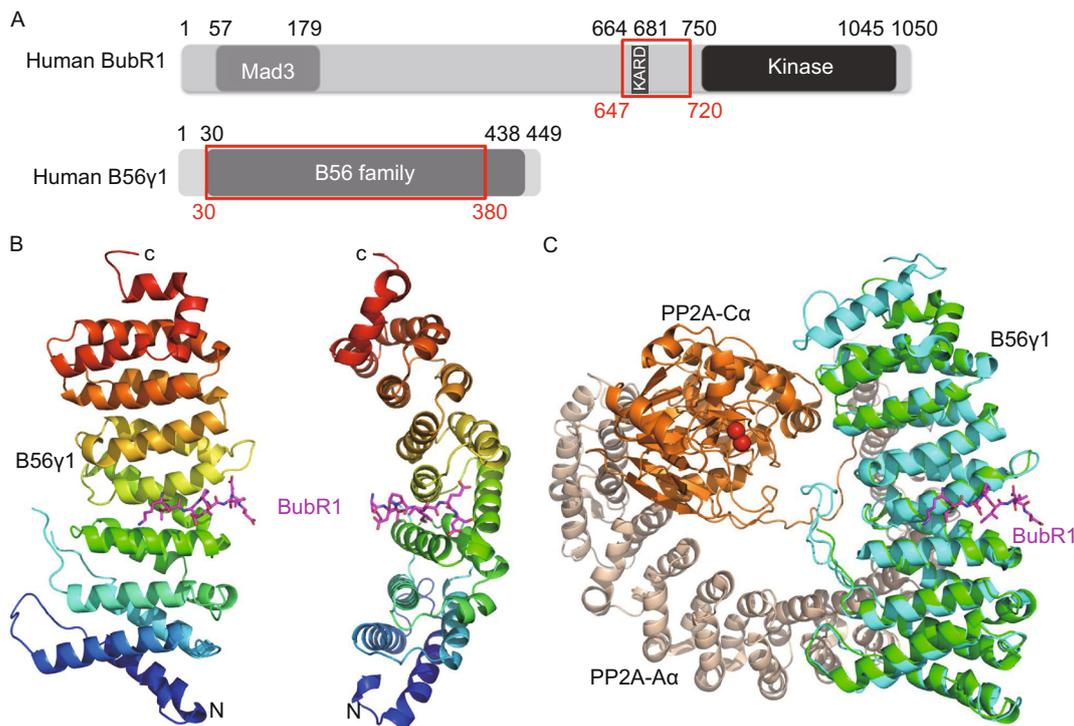 A
1 57 179 664 681 750 1045 1050
Human BubR1
Mad3
KARD
Kinase
647 720
1 30 438 449
Human B56γ1
B56 family
30 380
B
c
c
B56γ1
BubR1
N
N
C
PP2A-Cα
B56γ1
BubR1
PP2A-Aα